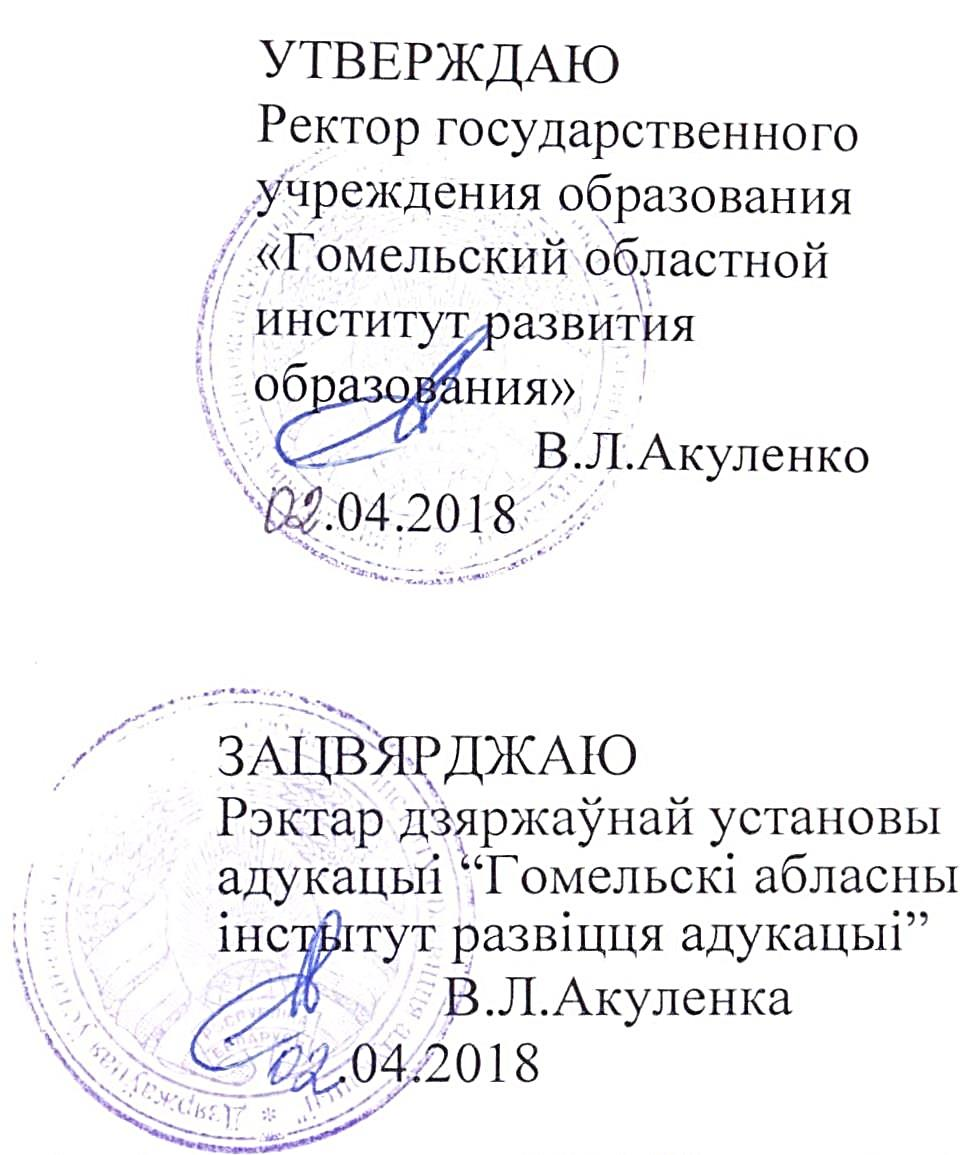 УТВЕРЖДАЮ
Ректор государственного
учреждения образования
«Гомельский областной
институт развития
образования»
В.Л.Акуленко
02.04.2018
ЗАЦВЯРДЖАЮ
Рэктар дзяржаўнай установы
адукацыі “Гомельскі абласны
інстытут развіцця адукацыі”
В.Л.Акуленка
02.04.2018